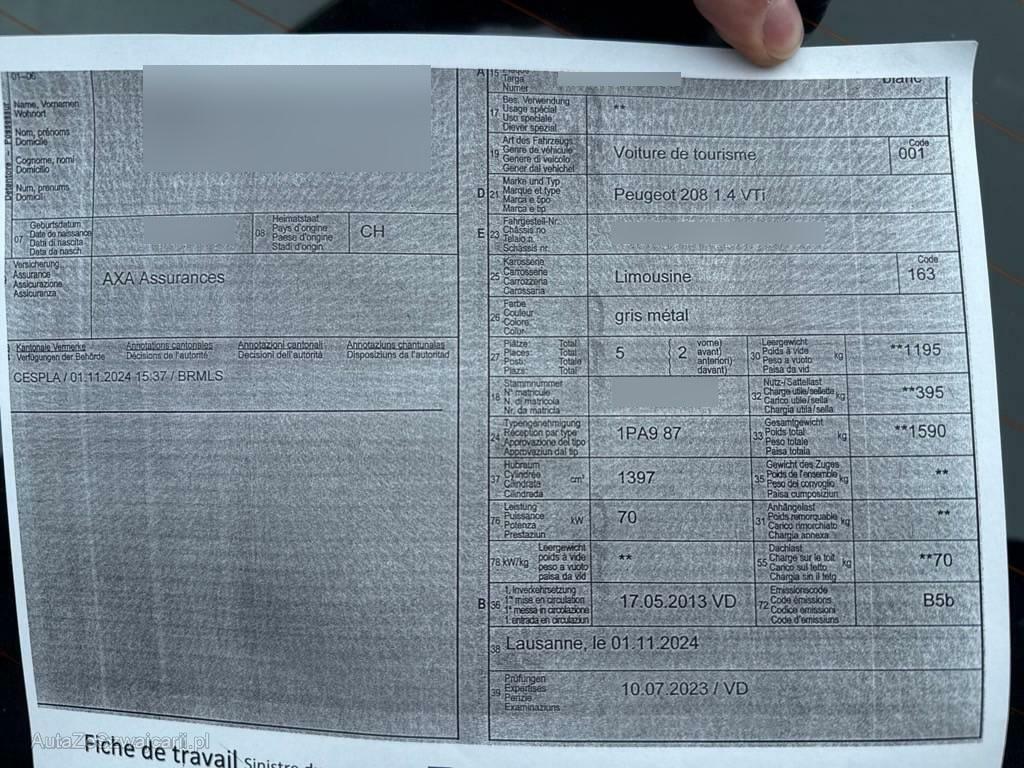 01-06
Name, Vornamen
Wohnort
Nom, prénoms
Domicile
Cognome, nomi
Domicilio
Num, prenums
Domicil
07 Geburtsdatum
Date de naissance
Data di nascita
Data da nasch.
08 Heimatstaat
Pays d'origine
Paese d'origine
Stadi d'origin
CH
Versicherung
Assurance
Assicurazione
Assicuranza
AXA Assurances
Kantonale Vermerke Annotations cantonales Annotazioni cantonali Annotaziuns chantunalas
Verfügungen der Behörde Décisions de l'autorité Decisioni dell'autorità Disposiziuns da l'autoritad
CESPLA / 01.11.2024 15:37 / BRMLS
A 15
Targa
Numer
blanc
17 Bes. Verwendung
Usage spécial
Uso speciale
Diever spezial
**
19 Art des Fahrzeugs
Genre de véhicule
Genere di veicolo
Gener dal vehichel
Voiture de tourisme
Code
001
D 21 Marke und Typ
Marque et type
Marca e tipo
Marca e tip
Peugeot 208 1.4 VTi
E 23 Fahrgestell-Nr.
Châssis no
Telaio n.
Schassis nr.
25 Karosserie
Carrosserie
Carrozzeria
Carossaria
Limousine
Code
163
26 Farbe
Couleur
Colore
Colur
gris métal
27 Plätze: Total
Places: Total
Posti: Totale
Plazs: Total
5 ( 2 vorne)
avant)
anteriori)
davant)
30 Leergewicht
Poids à vide
Peso a vuoto
Paisa da vid
kg
**1195
18 Stammnummer
N° matricule
N. di matricola
Nr. da matricla
32 Nutz-/Sattellast
Charge utile/sellette
Carico utile/sella
Chargia utila/sella
kg
**395
24 Typengenehmigung
Réception par type
Approvazione del tipo
Approvaziun dal tip
1PA9 87
33 Gesamtgewicht
Poids total
Peso totale
Paisa totala
kg
**1590
37 Hubraum
Cylindrée
Cilindrata
Cilindrada
cm³
1397
35 Gewicht des Zuges
Poids de l'ensemble
Peso del convoglio
Paisa cumposiziun
kg
**
76 Leistung
Puissance
Potenza
Prestaziun
kW
70
31 Anhängelast
Poids remorquable
Carico rimorchiato
Chargia annexa
kg
**
78 kW/kg Leergewicht
poids à vide
peso a vuoto
paisa da vid
**
55 Dachlast
Charge sur le toit
Carico sul tetto
Chargia sin il tetg
kg
**70
B 36 1. Inverkehrsetzung
1re mise en circulation
1a messa in circolazione
1. entrada en circulaziun
17.05.2013 VD
72 Emissionscode
Code émissions
Codice emissioni
Code d'emissiuns
B5b
38 Lausanne, le 01.11.2024
39 Prüfungen
Expertises
Perizie
Examinaziuns
10.07.2023 / VD
Fiche de travail Sinistre